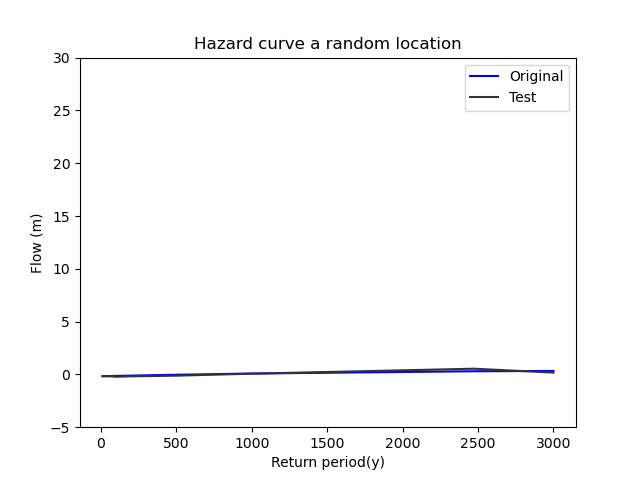 Hazard curve a random location
Original
Test
30
25
20
15
10
5
0
−5
Flow (m)
0 500 1000 1500 2000 2500 3000
Return period(y)